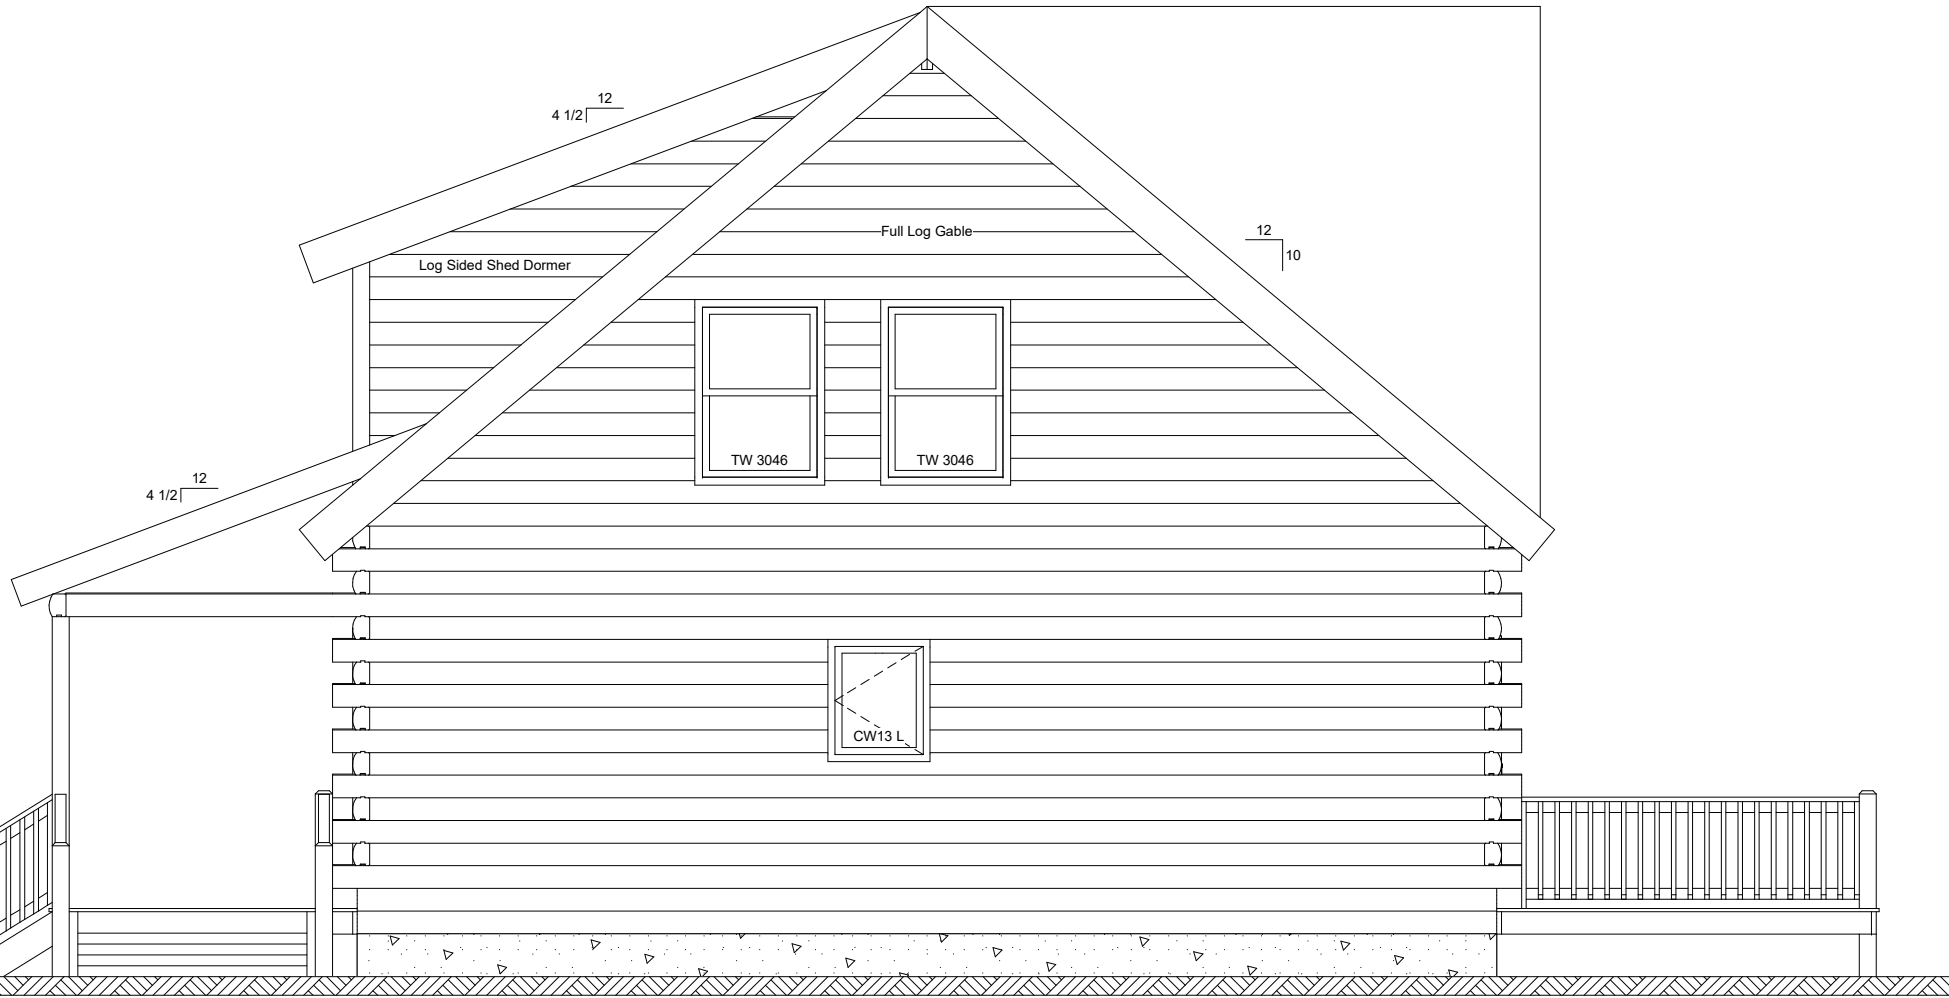 12
4 1/2
Full Log Gable
12
10
Log Sided Shed Dormer
TW 3046
TW 3046
12
4 1/2
CW13 L